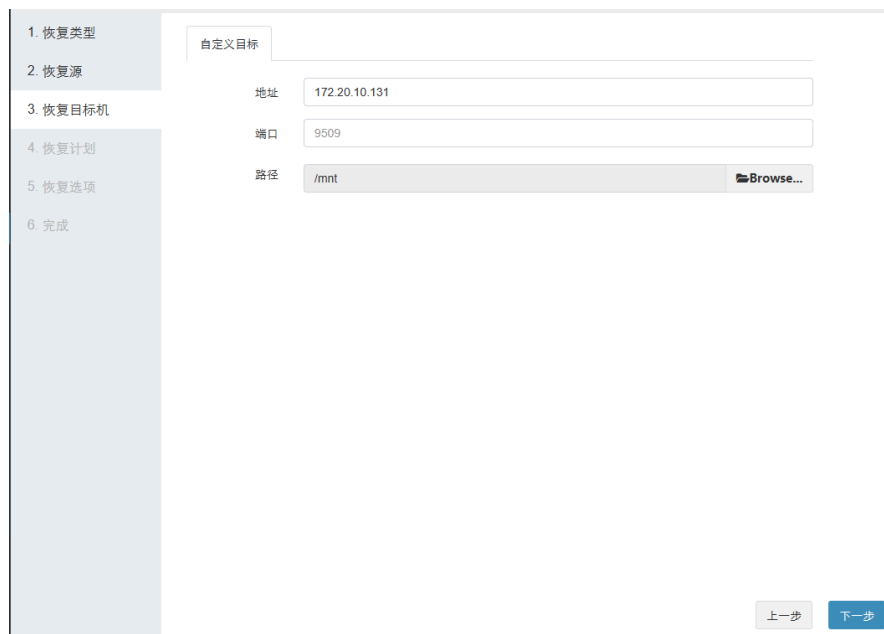 1. 恢复类型
2. 恢复源
3. 恢复目标机
4. 恢复计划
5. 恢复选项
6. 完成
自定义目标
地址 172.20.10.131
端口 9509
路径 /mnt Browse...
上一步 下一步